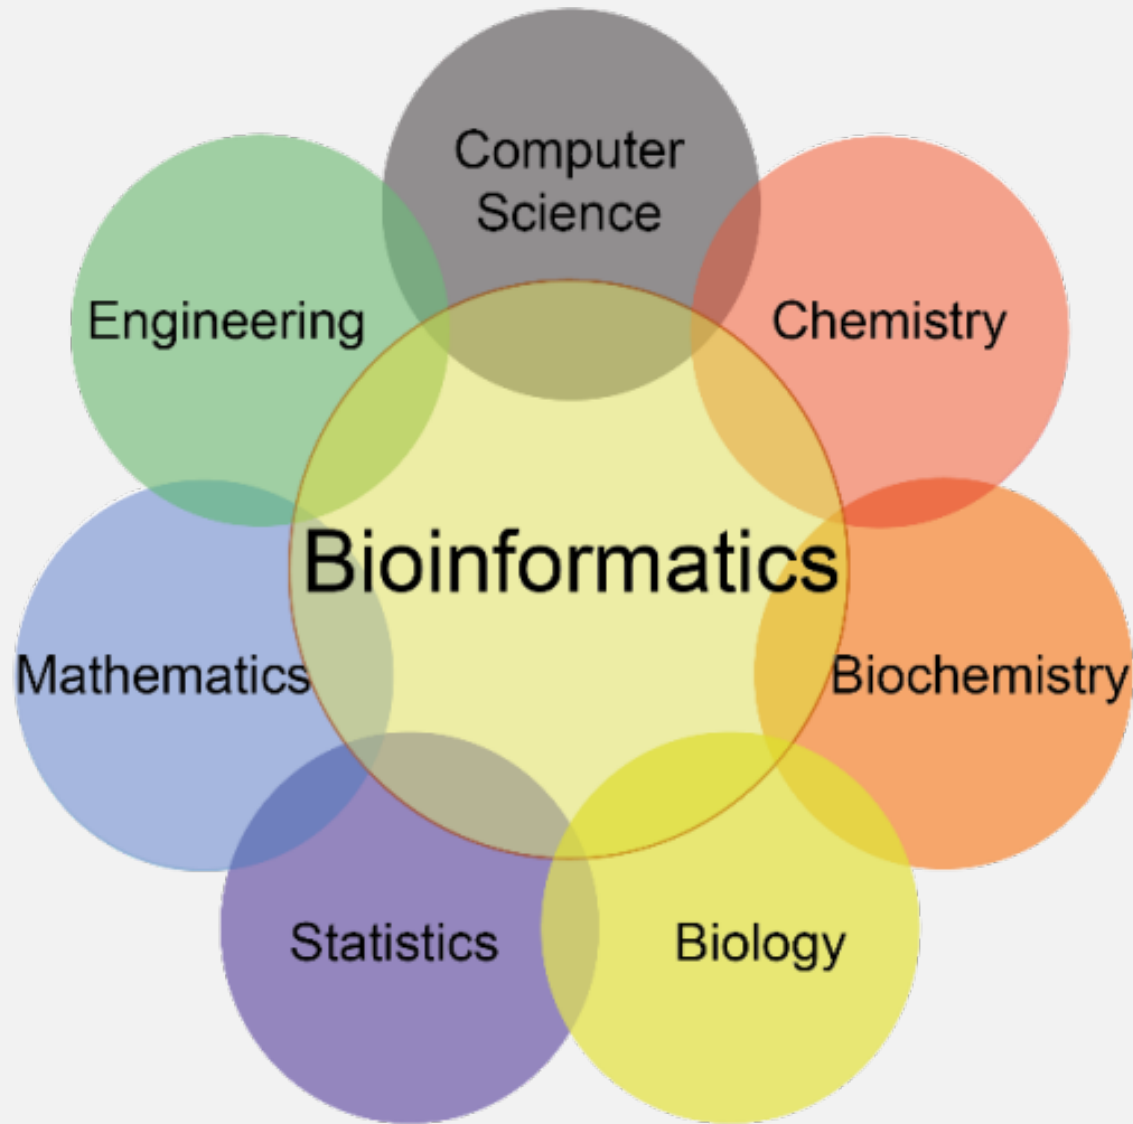 Computer
Science
Engineering
Chemistry
Bioinformatics
Mathematics
Biochemistry
Statistics
Biology